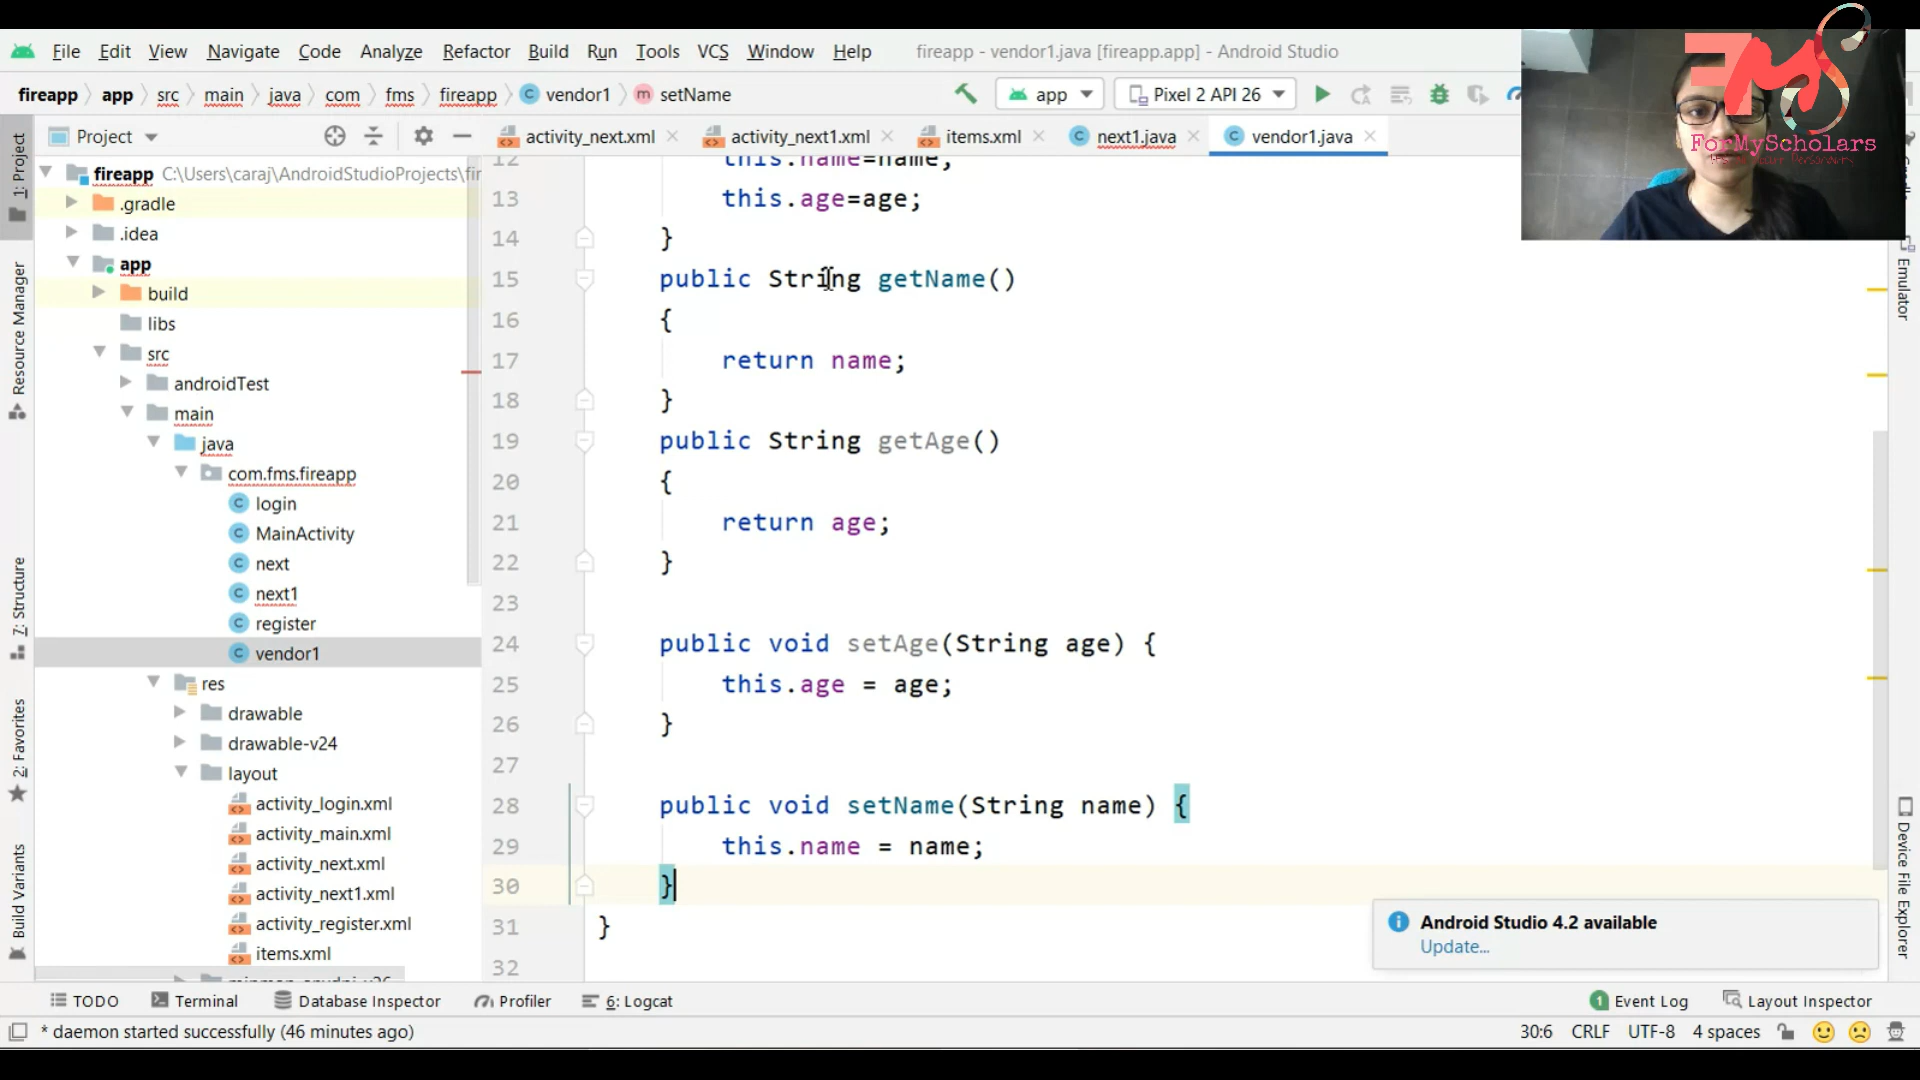 File Edit View Navigate Code Analyze Refactor Build Run Tools VCS Window Help fireapp - vendor1.java [fireapp.app] - Android Studio
fireapp app src main java com fms fireapp vendor1 setName app Pixel 2 API 26
FMS
ForMyScholars
Project activity_next.xml activity_next1.xml items.xml next1.java vendor1.java
1: Project
Resource Manager
7: Structure
2: Favorites
Build Variants
fireapp C:\Users\caraj\AndroidStudioProjects\fir
.gradle
.idea
app
build
libs
src
androidTest
main
java
com.fms.fireapp
login
MainActivity
next
next1
register
vendor1
res
drawable
drawable-v24
layout
activity_login.xml
activity_main.xml
activity_next.xml
activity_next1.xml
activity_register.xml
items.xml
12 this.name=name;
13 this.age=age;
14 }
15 public String getName()
16 {
17 return name;
18 }
19 public String getAge()
20 {
21 return age;
22 }
23
24 public void setAge(String age) {
25 this.age = age;
26 }
27
28 public void setName(String name) {
29 this.name = name;
30 }
31 }
32
Emulator
Device File Explorer
Android Studio 4.2 available
Update...
TODO Terminal Database Inspector Profiler 6: Logcat 1 Event Log Layout Inspector
* daemon started successfully (46 minutes ago) 30:6 CRLF UTF-8 4 spaces